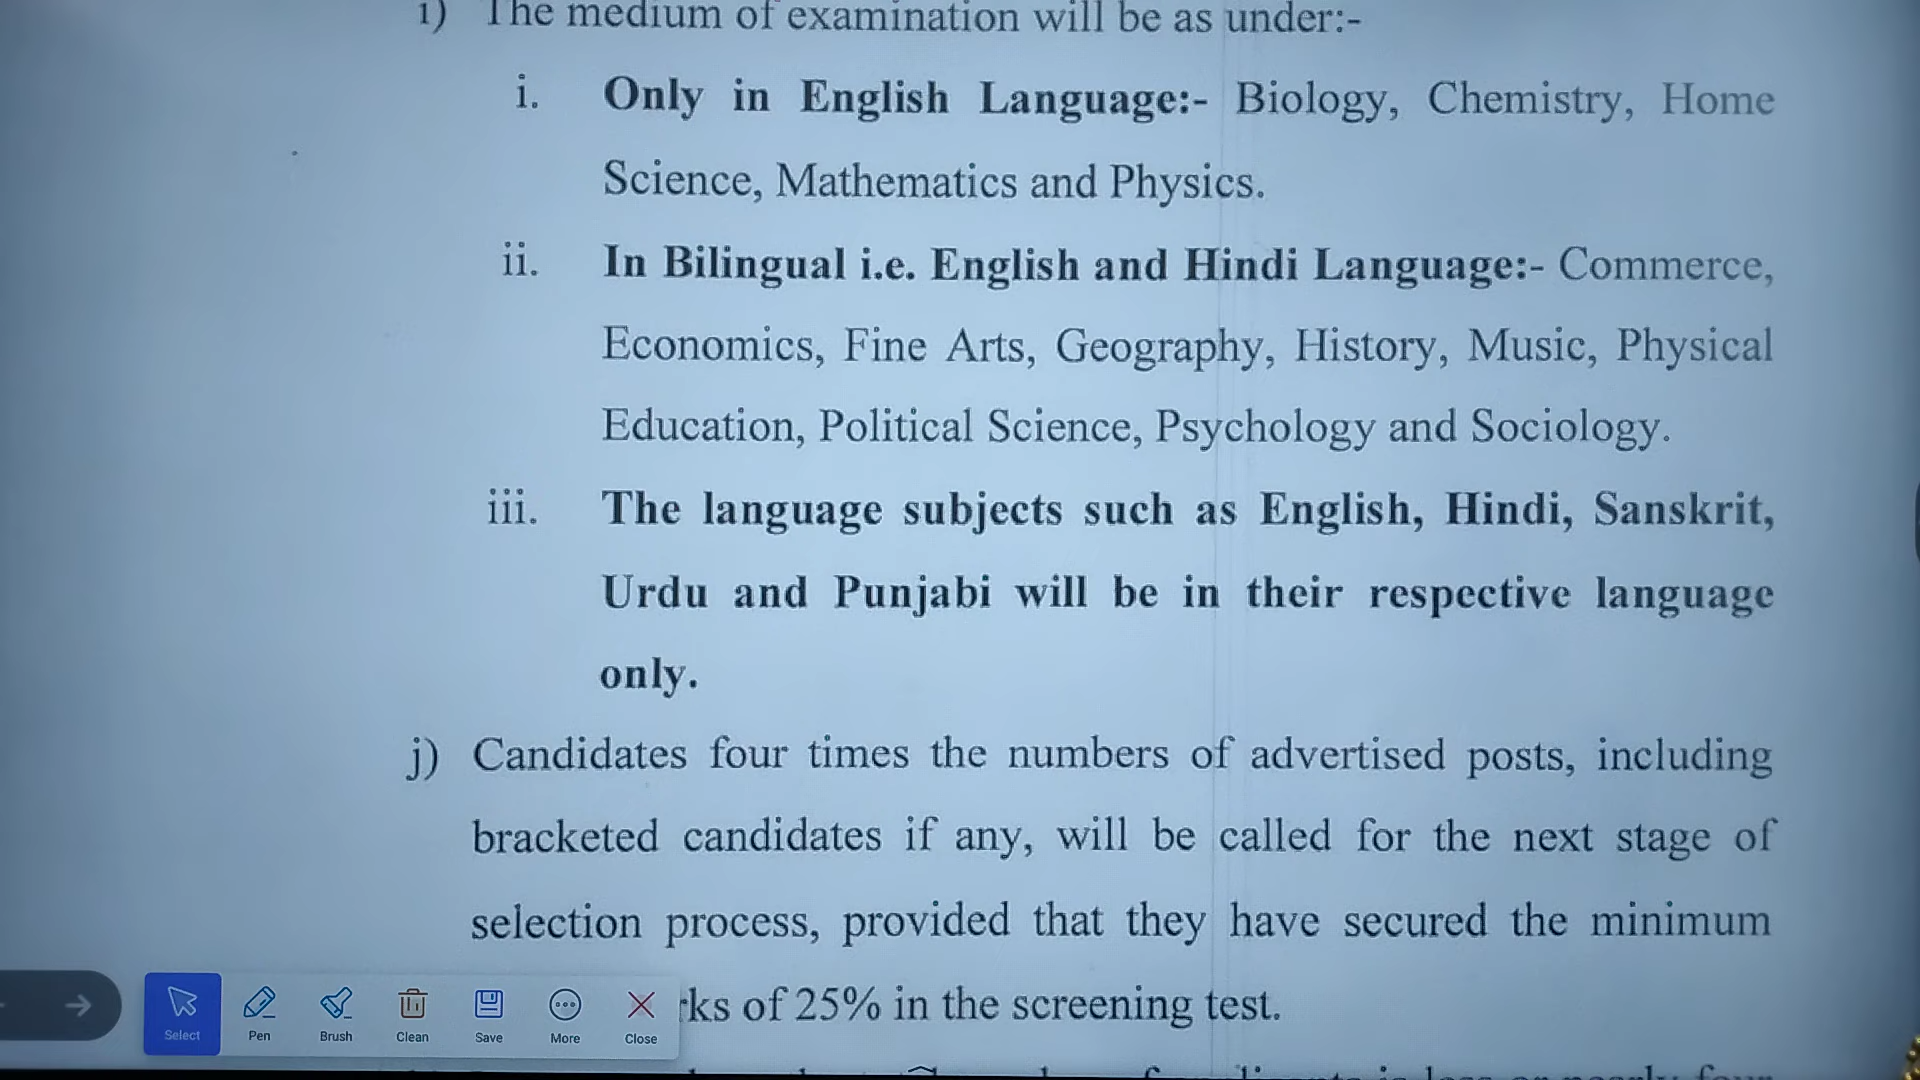 i) The medium of examination will be as under:-
i. Only in English Language:- Biology, Chemistry, Home
Science, Mathematics and Physics.
ii. In Bilingual i.e. English and Hindi Language:- Commerce,
Economics, Fine Arts, Geography, History, Music, Physical
Education, Political Science, Psychology and Sociology.
iii. The language subjects such as English, Hindi, Sanskrit,
Urdu and Punjabi will be in their respective language
only.
j) Candidates four times the numbers of advertised posts, including
bracketed candidates if any, will be called for the next stage of
selection process, provided that they have secured the minimum
rks of 25% in the screening test.
Select Pen Brush Clean Save More Close